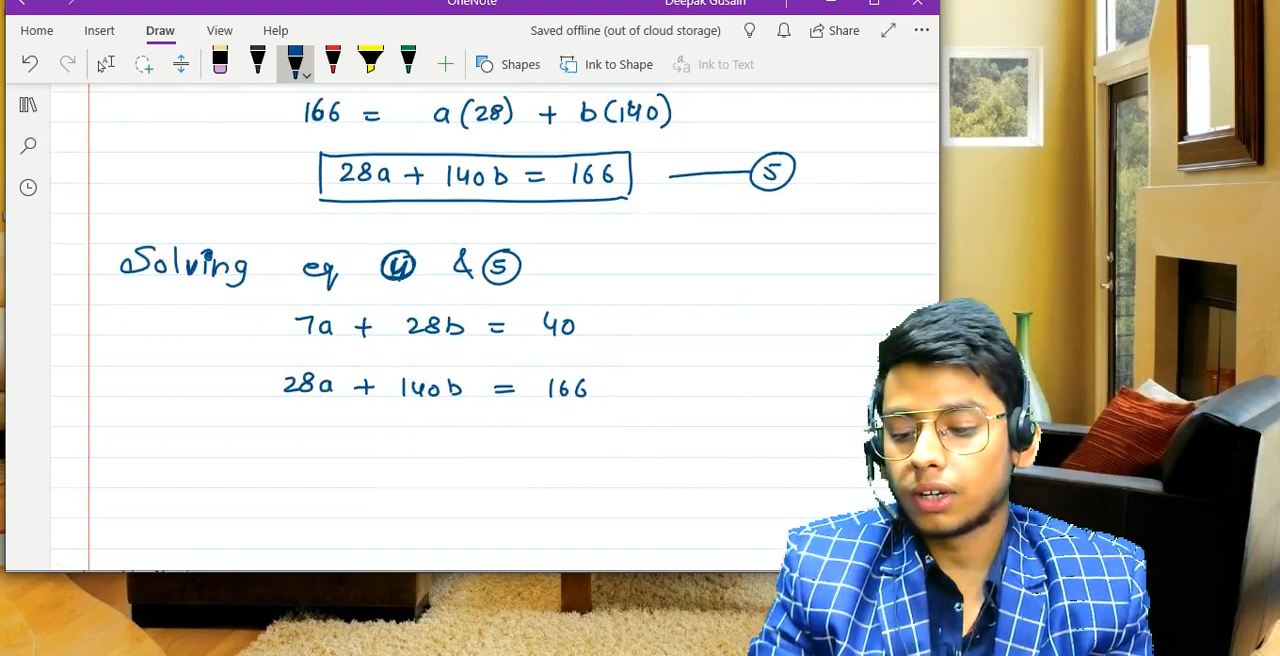 OneNote
Deepak Gusain
Home Insert Draw View Help Saved offline (out of cloud storage) Share
Shapes Ink to Shape Ink to Text
166 = a(28) + b(140)
28a + 140b = 166 5
Solving eq 4 & 5
7a + 28b = 40
28a + 140b = 166